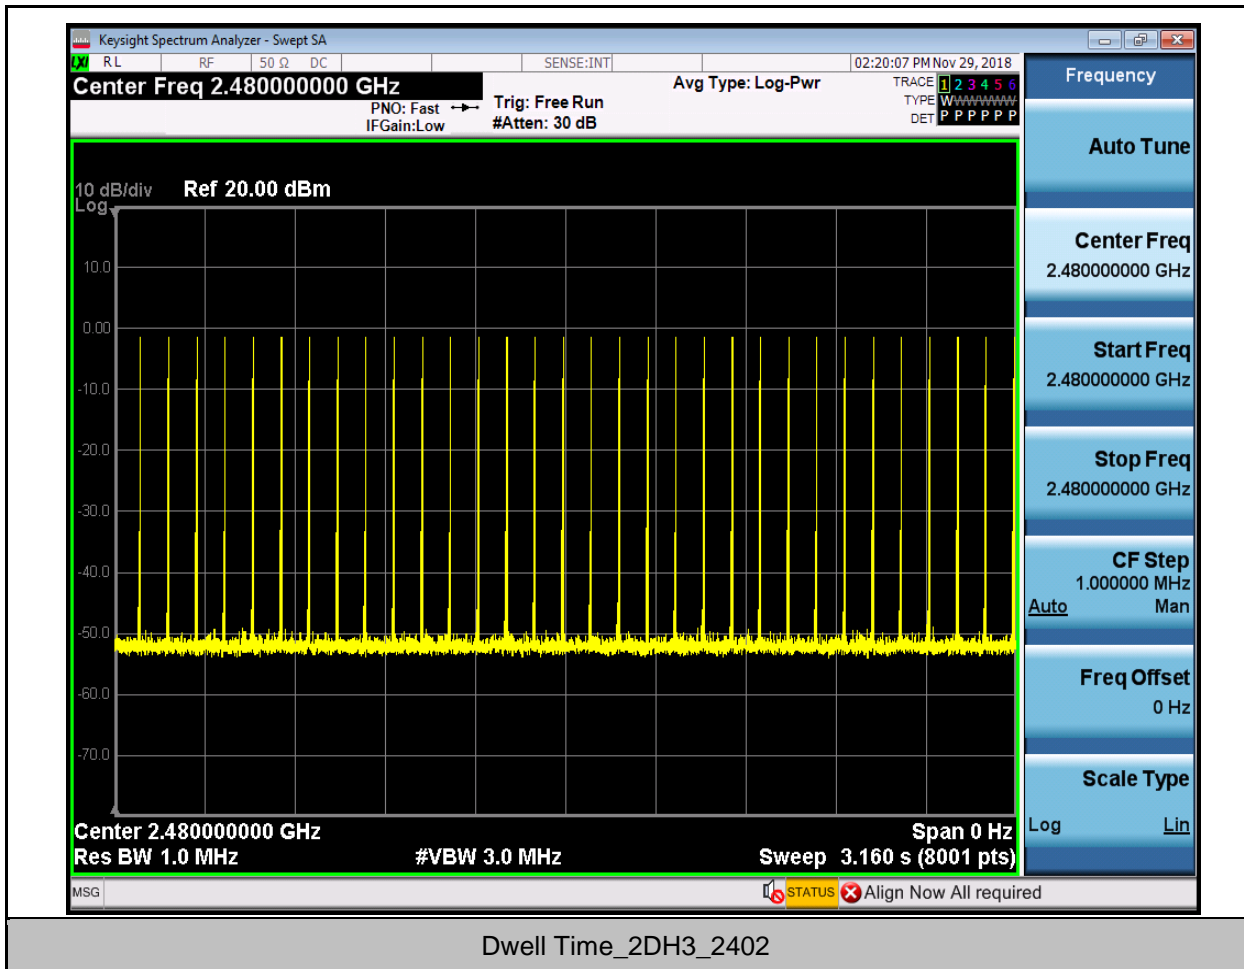 Keysight Spectrum Analyzer - Swept SA
LXI RL RF 50 Ω DC SENSE:INT 02:20:07 PM Nov 29, 2018
Center Freq 2.480000000 GHz
Avg Type: Log-Pwr
TRACE 1 2 3 4 5 6
PNO: Fast
Trig: Free Run
TYPE WWWWWWW
IFGain:Low
#Atten: 30 dB
DET P P P P P P
10 dB/div Ref 20.00 dBm
Log
10.0
0.00
-10.0
-20.0
-30.0
-40.0
-50.0
-60.0
-70.0
Center 2.480000000 GHz Span 0 Hz
Res BW 1.0 MHz #VBW 3.0 MHz Sweep 3.160 s (8001 pts)
MSG STATUS Align Now All required
Frequency
Auto Tune
Center Freq
2.480000000 GHz
Start Freq
2.480000000 GHz
Stop Freq
2.480000000 GHz
CF Step
1.000000 MHz
Auto Man
Freq Offset
0 Hz
Scale Type
Log Lin
Dwell Time_2DH3_2402